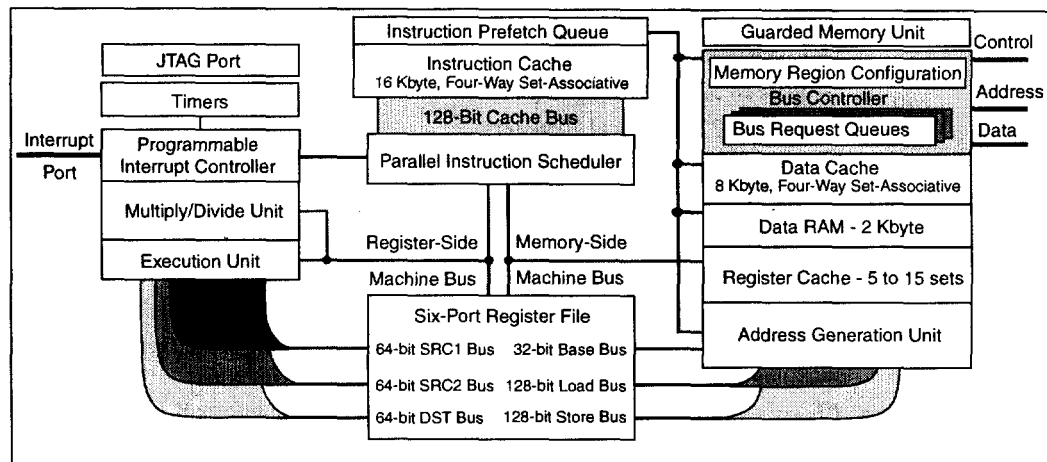 JTAG Port
Timers
Interrupt
Port
Programmable
Interrupt Controller
Multiply/Divide Unit
Execution Unit
Instruction Prefetch Queue
Instruction Cache
16 Kbyte, Four-Way Set-Associative
128-Bit Cache Bus
Parallel Instruction Scheduler
Register-Side
Machine Bus
Memory-Side
Machine Bus
Six-Port Register File
64-bit SRC1 Bus
32-bit Base Bus
64-bit SRC2 Bus
128-bit Load Bus
64-bit DST Bus
128-bit Store Bus
Guarded Memory Unit
Memory Region Configuration
Bus Controller
Bus Request Queues
Control
Address
Data
Data Cache
8 Kbyte, Four-Way Set-Associative
Data RAM - 2 Kbyte
Register Cache - 5 to 15 sets
Address Generation Unit